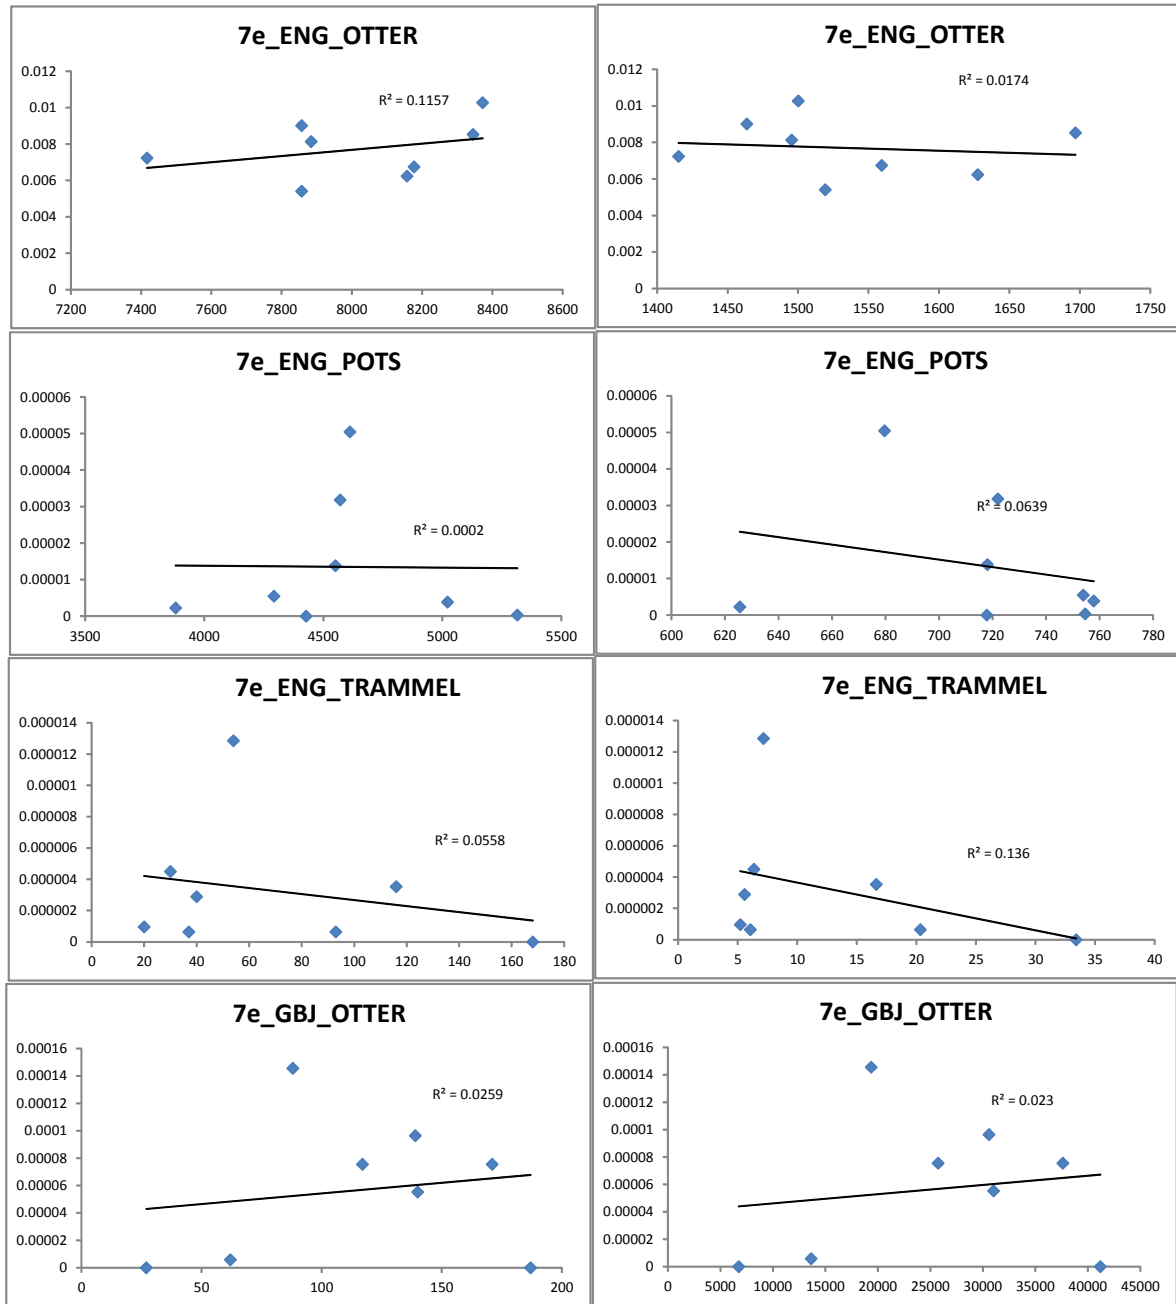 7e_ENG_OTTER
R² = 0.1157
0.012
0.01
0.008
0.006
0.004
0.002
0
7200 7400 7600 7800 8000 8200 8400 8600
7e_ENG_OTTER
R² = 0.0174
0.012
0.01
0.008
0.006
0.004
0.002
0
1400 1450 1500 1550 1600 1650 1700 1750
7e_ENG_POTS
R² = 0.0002
0.00006
0.00005
0.00004
0.00003
0.00002
0.00001
0
3500 4000 4500 5000 5500
7e_ENG_POTS
R² = 0.0639
0.00006
0.00005
0.00004
0.00003
0.00002
0.00001
0
600 620 640 660 680 700 720 740 760 780
7e_ENG_TRAMMEL
R² = 0.0558
0.000014
0.000012
0.00001
0.000008
0.000006
0.000004
0.000002
0
0 20 40 60 80 100 120 140 160 180
7e_ENG_TRAMMEL
R² = 0.136
0.000014
0.000012
0.00001
0.000008
0.000006
0.000004
0.000002
0
0 5 10 15 20 25 30 35 40
7e_GBJ_OTTER
R² = 0.0259
0.00016
0.00014
0.00012
0.0001
0.00008
0.00006
0.00004
0.00002
0
0 50 100 150 200
7e_GBJ_OTTER
R² = 0.023
0.00016
0.00014
0.00012
0.0001
0.00008
0.00006
0.00004
0.00002
0
0 5000 10000 15000 20000 25000 30000 35000 40000 45000